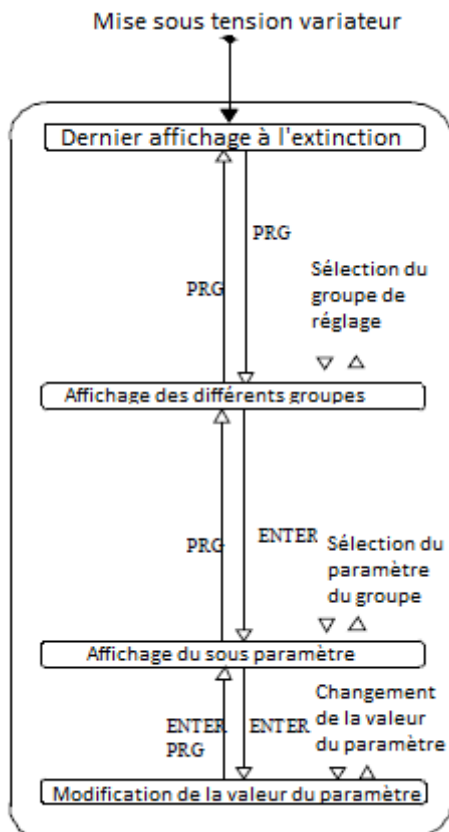 Mise sous tension variateur
Dernier affichage à l'extinction
PRG
PRG
Sélection du
groupe de
réglage
Affichage des différents groupes
PRG
ENTER
Sélection du
paramètre
du groupe
Affichage du sous paramètre
ENTER
PRG
ENTER
Changement
de la valeur
du paramètre
Modification de la valeur du paramètre